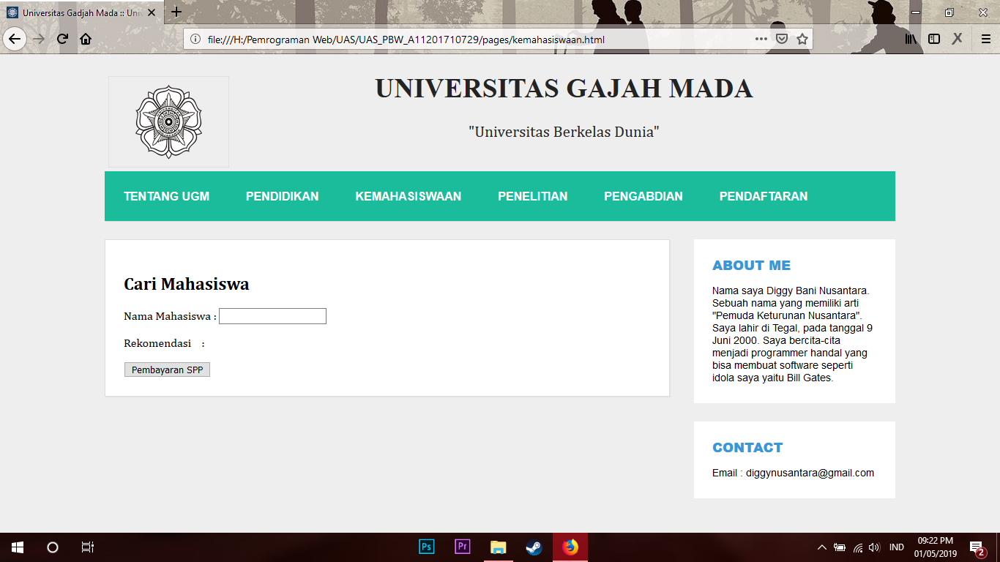 Universitas Gadjah Mada :: Uni
file:///H:/Pemrograman Web/UAS/UAS_PBW_A11201710729/pages/kemahasiswaan.html
UNIVERSITAS GAJAH MADA
"Universitas Berkelas Dunia"
TENTANG UGM PENDIDIKAN KEMAHASISWAAN PENELITIAN PENGABDIAN PENDAFTARAN
Cari Mahasiswa
Nama Mahasiswa :
Rekomendasi :
Pembayaran SPP
ABOUT ME
Nama saya Diggy Bani Nusantara.
Sebuah nama yang memiliki arti
"Pemuda Keturunan Nusantara".
Saya lahir di Tegal, pada tanggal 9
Juni 2000. Saya bercita-cita
menjadi programmer handal yang
bisa membuat software seperti
idola saya yaitu Bill Gates.
CONTACT
Email : diggynusantara@gmail.com
Ps Pr IND 09:22 PM
01/05/2019 2